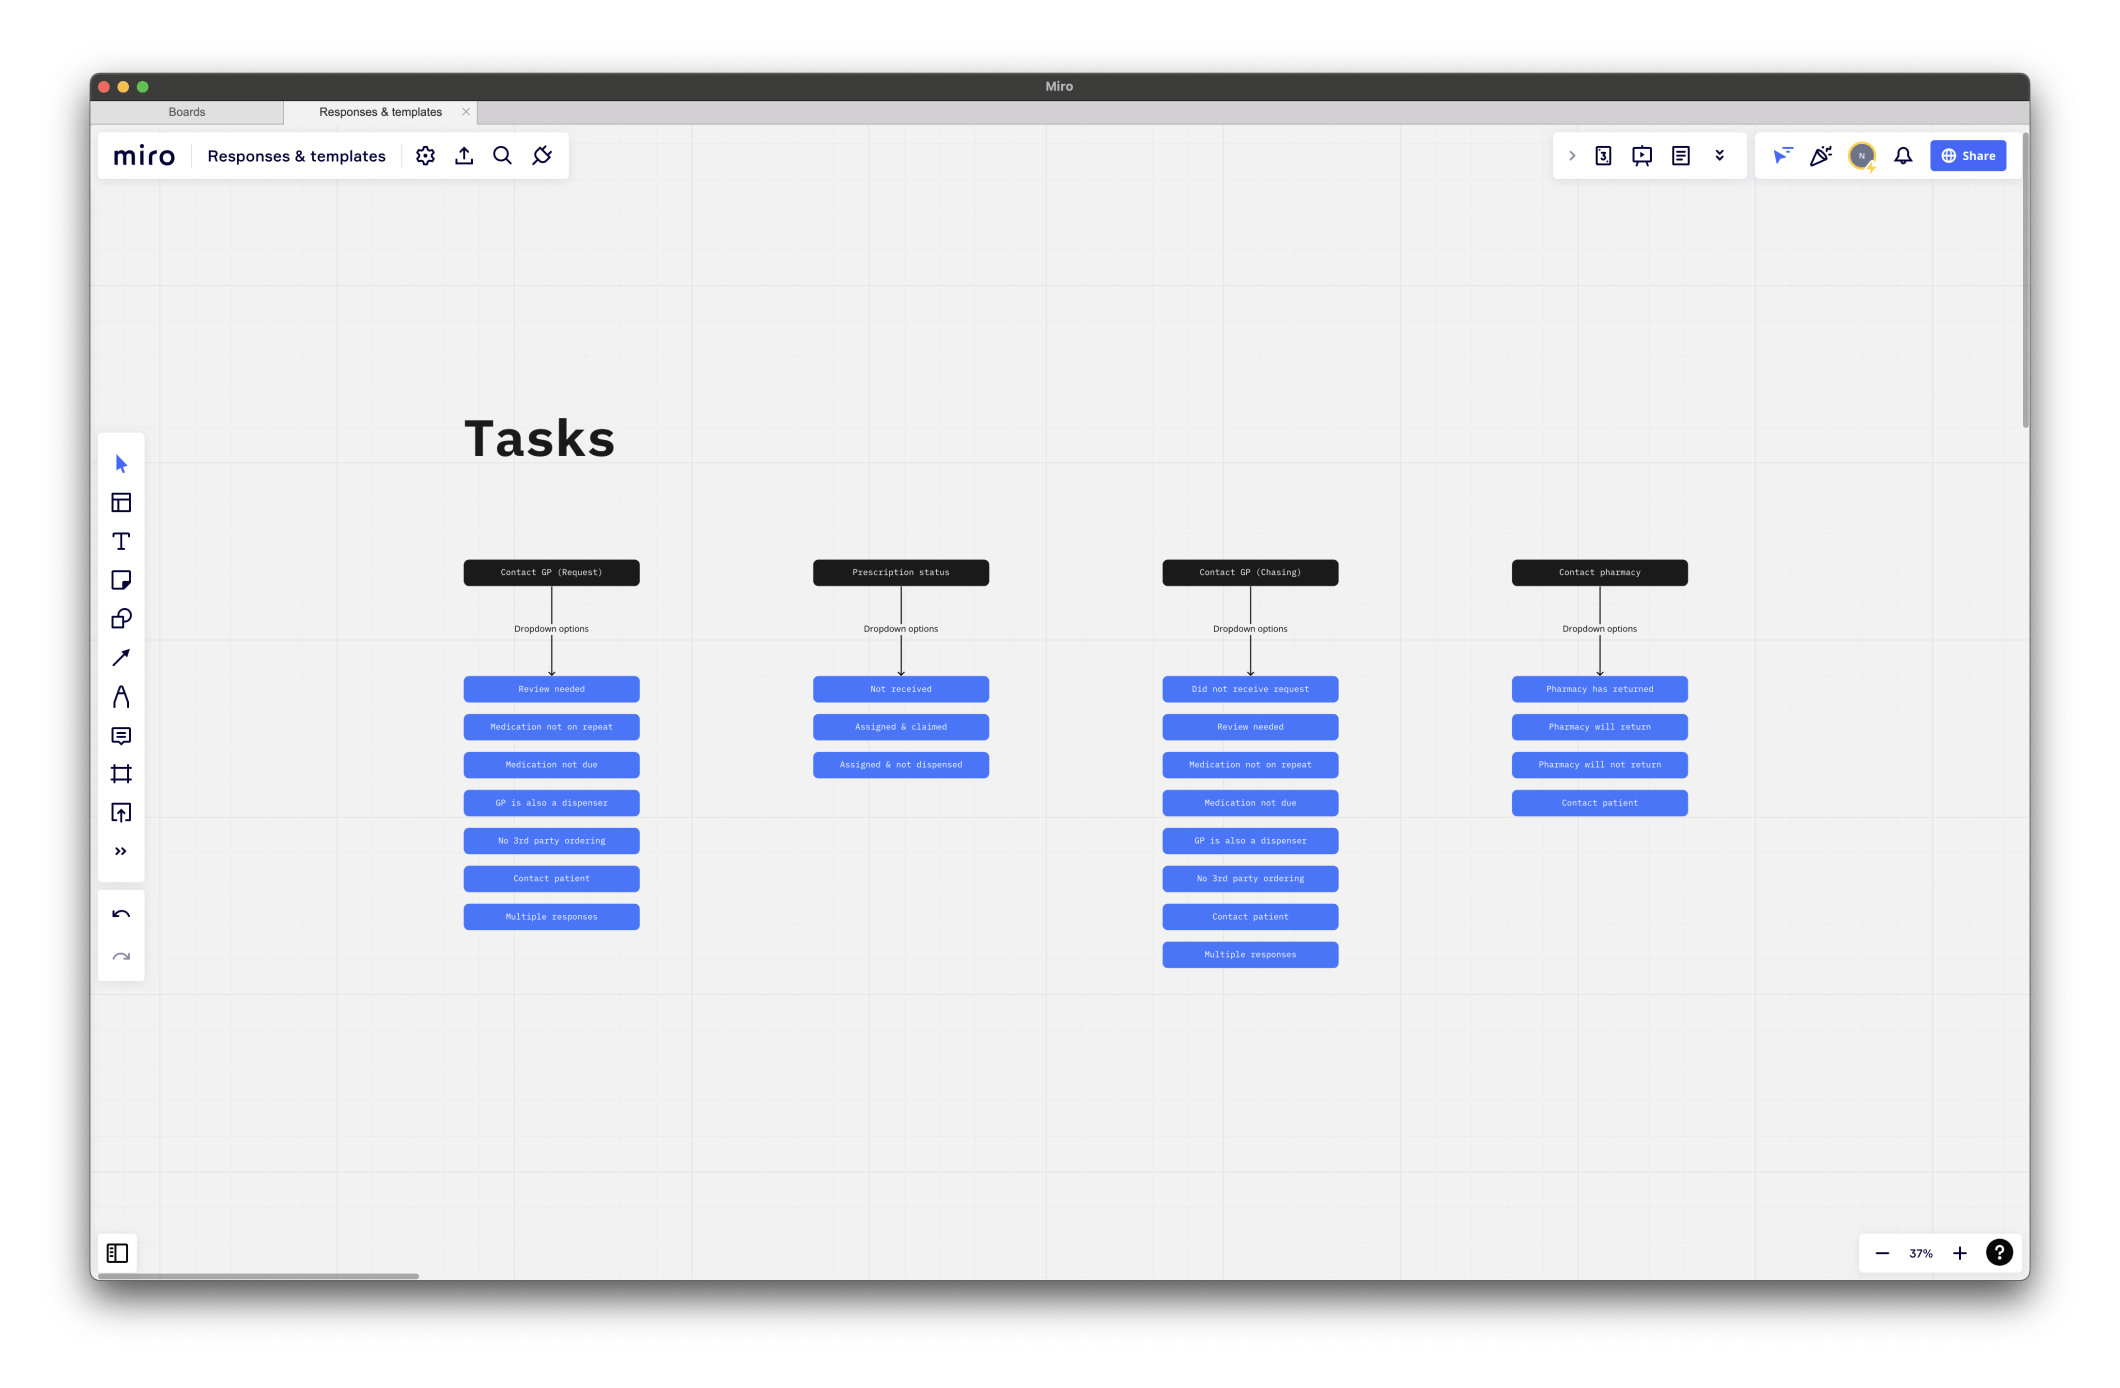 Miro
Boards
Responses & templates
miro
Responses & templates
3
N
Share
Tasks
Contact GP (Request)
Dropdown options
Review needed
Medication not on repeat
Medication not due
GP is also a dispenser
No 3rd party ordering
Contact patient
Multiple responses
Prescription status
Dropdown options
Not received
Assigned & claimed
Assigned & not dispensed
Contact GP (Chasing)
Dropdown options
Did not receive request
Review needed
Medication not on repeat
Medication not due
GP is also a dispenser
No 3rd party ordering
Contact patient
Multiple responses
Contact pharmacy
Dropdown options
Pharmacy has returned
Pharmacy will return
Pharmacy will not return
Contact patient
37%
?